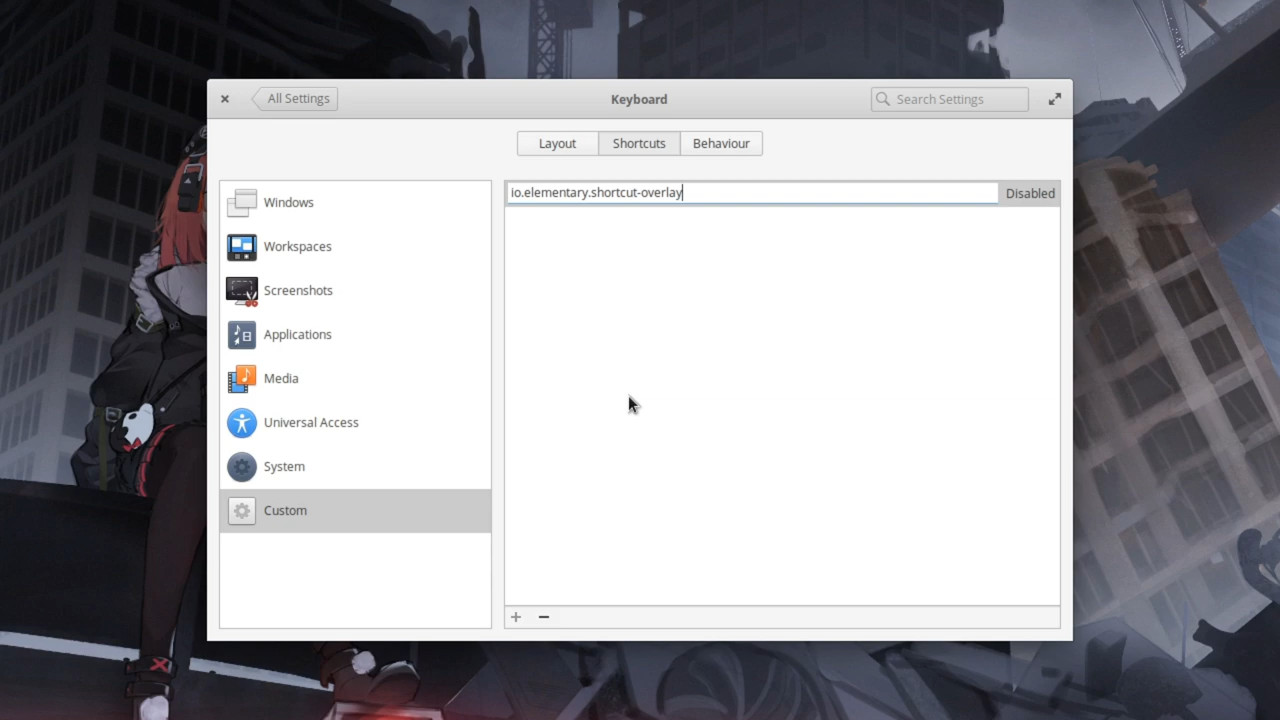 All Settings
Keyboard
Search Settings
Layout
Shortcuts
Behaviour
Windows
Workspaces
Screenshots
Applications
Media
Universal Access
System
Custom
io.elementary.shortcut-overlay
Disabled